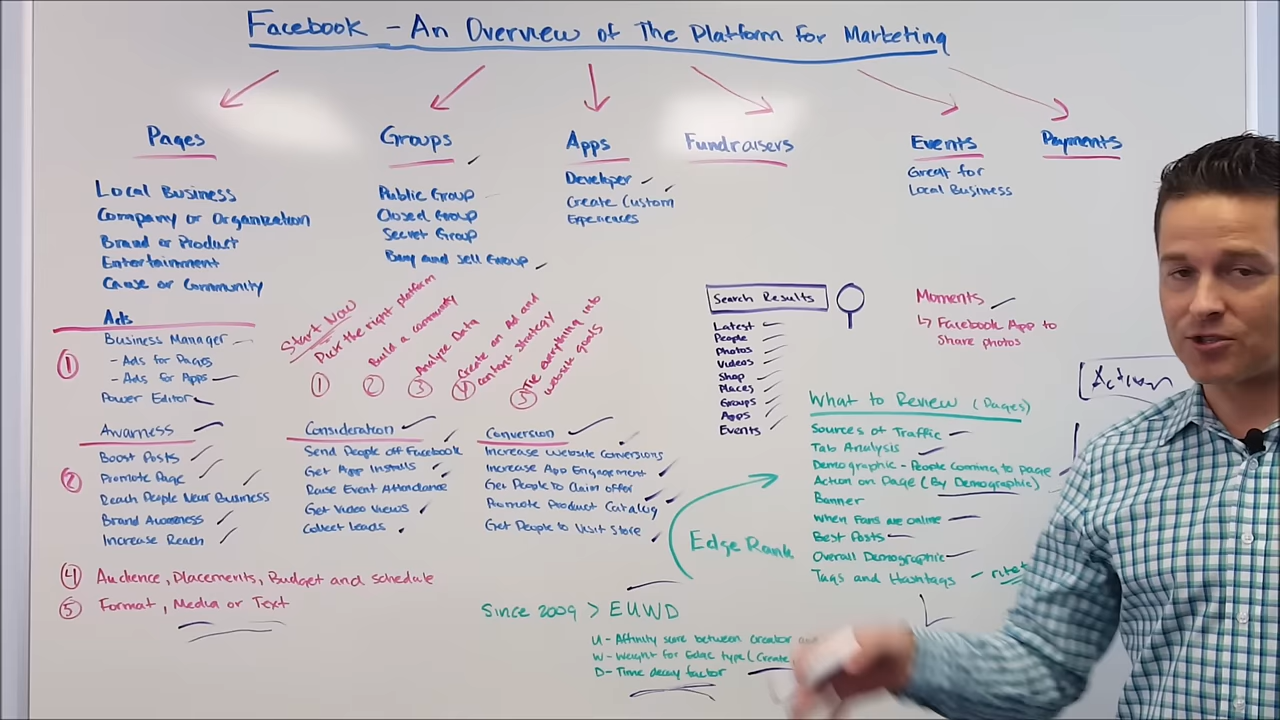 Facebook - An Overview of The Platform for Marketing
Pages
Local Business
Company or Organization
Brand or Product
Entertainment
Cause or Community
Groups
Public Group
Closed Group
Secret Group
Buy and Sell Group
Apps
Developer
Create Custom
Experiences
Fundraisers
Events
Great for
Local Business
Payments
Ads
① Business Manager
- Ads for Pages
- Ads for Apps
Power Editor
Start Now
① Pick the right platform
② Build a community
③ Analyze Data
④ Create an Ad and
content strategy
⑤ Tie everything into
website goals
② Awarness
Boost Posts
Promote Page
Reach People Near Business
Brand Awareness
Increase Reach
Consideration
Send People off Facebook
Get App Installs
Raise Event Attendance
Get Video Views
Collect Leads
Conversion
Increase Website Conversions
Increase App Engagement
Get People to Claim offer
Promote Product Catalog
Get People to Visit Store
④ Audience, Placements, Budget and schedule
⑤ Format, Media or Text
Search Results
Latest
People
Photos
Videos
Shop
Places
Groups
Apps
Events
Moments
Facebook App to
Share photos
What to Review (Pages)
Sources of Traffic
Tab Analysis
Demographic - People coming to page
Action on Page (By Demographic)
Banner
When Fans are online
Best Posts
Overall Demographic
Tags and Hashtags
Edge Rank
Since 2009 > EUWD
U - Affinity score between creator
W - Weight for Edge type (Create
D - Time decay factor